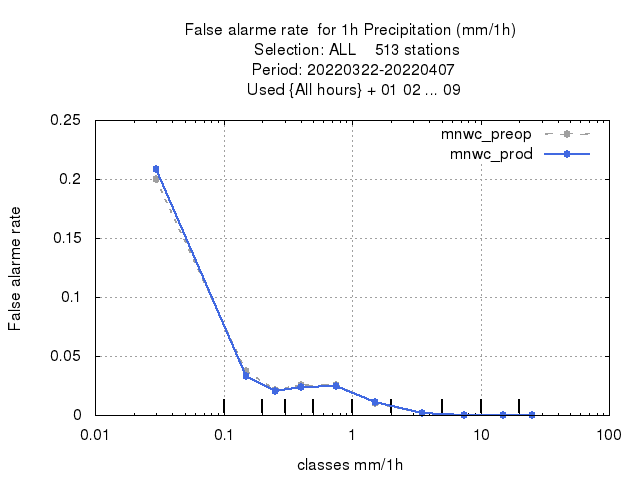 False alarme rate  for 1h Precipitation (mm/1h)
Selection: ALL    513 stations
Period: 20220322-20220407
Used {All hours} + 01 02 ... 09
0.25
mnwc_preop
mnwc_prod
0.2
0.15
False alarme rate
0.1
0.05
0
0.01 0.1 1 10 100
classes mm/1h